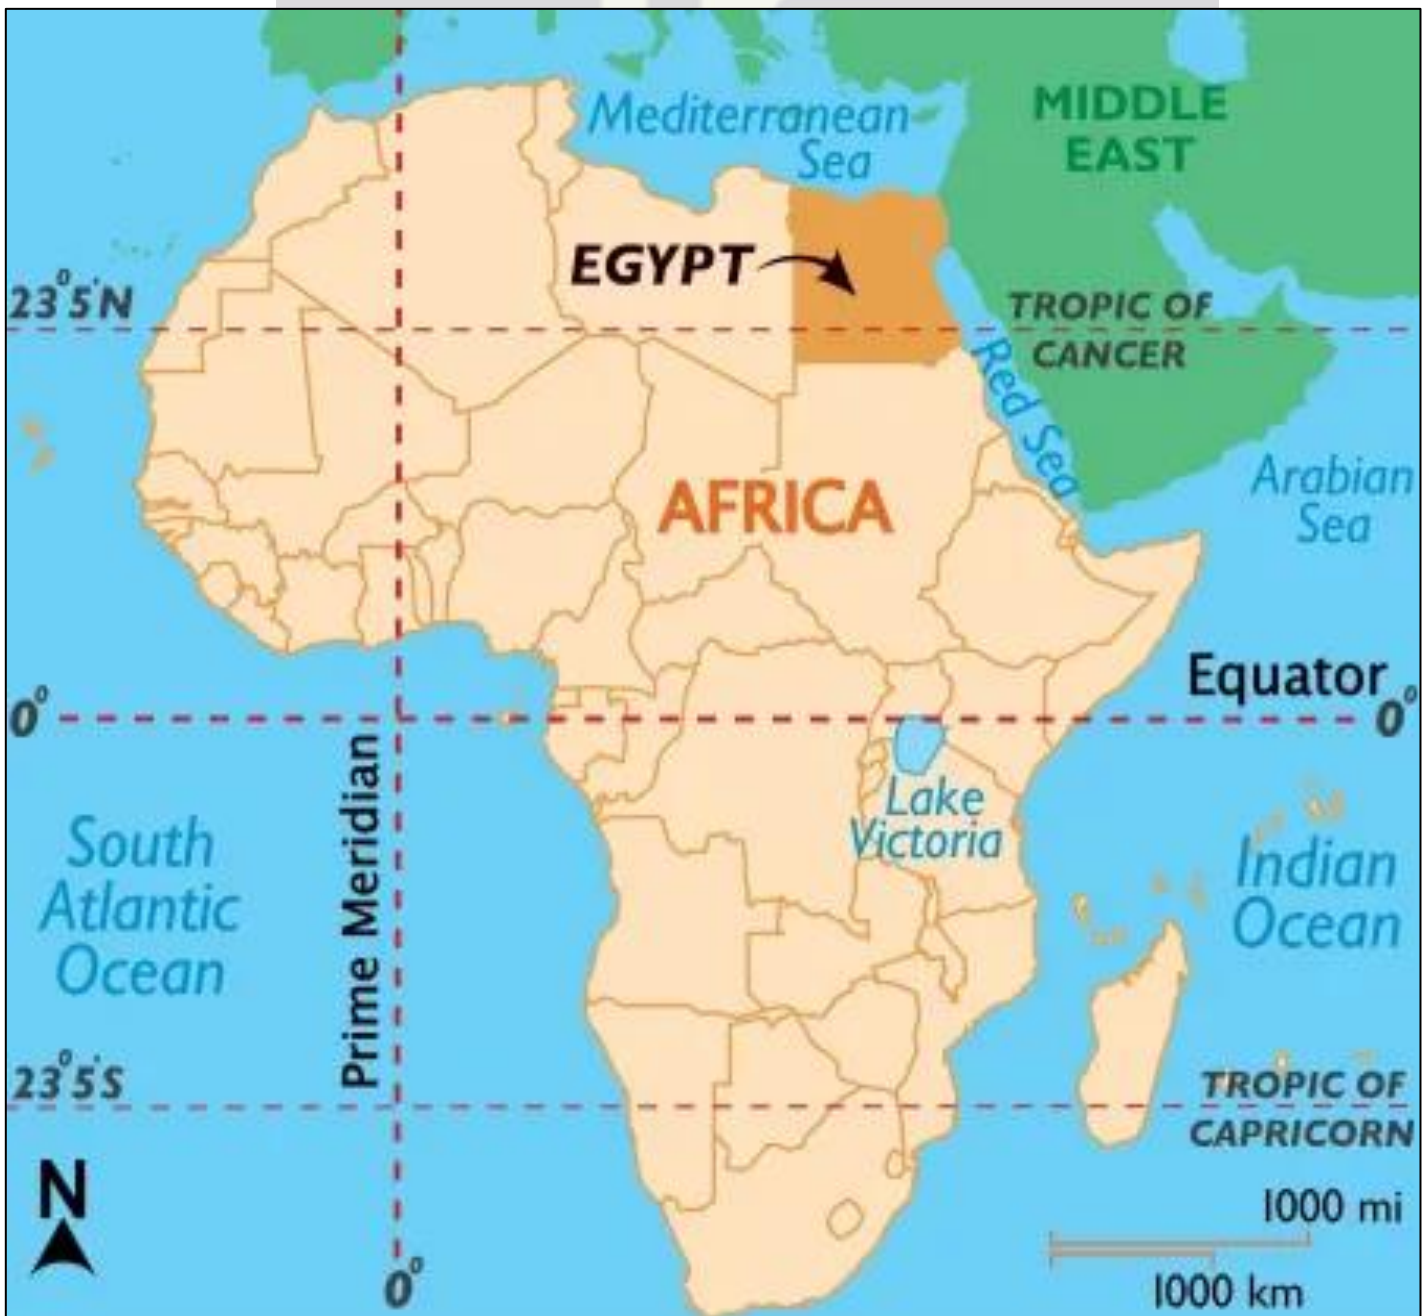 MIDDLE
EAST
Mediterranean
Sea
EGYPT
23°5'N
TROPIC OF
CANCER
Red Sea
AFRICA
Arabian
Sea
Equator
0°
0°
Prime Meridian
Lake
Victoria
South
Atlantic
Ocean
Indian
Ocean
23°5'S
TROPIC OF
CAPRICORN
N
1000 mi
1000 km
0°